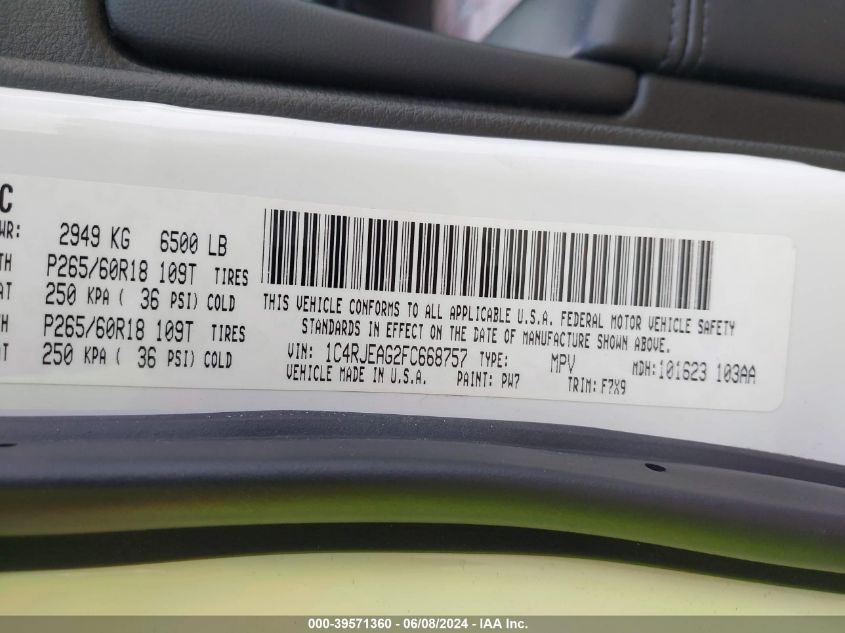 C
WR: 2949 KG 6500 LB
TH P265/60R18 109T TIRES
AT 250 KPA ( 36 PSI) COLD
TH P265/60R18 109T TIRES
AT 250 KPA ( 36 PSI) COLD
THIS VEHICLE CONFORMS TO ALL APPLICABLE U.S.A. FEDERAL MOTOR VEHICLE SAFETY
STANDARDS IN EFFECT ON THE DATE OF MANUFACTURE SHOWN ABOVE.
VIN: 1C4RJEAG2FC668757 TYPE: MPV MDH:101623 103AA
VEHICLE MADE IN U.S.A. PAINT: PW7 TRIM: F7X9
000-39571360 - 06/08/2024 - IAA Inc.